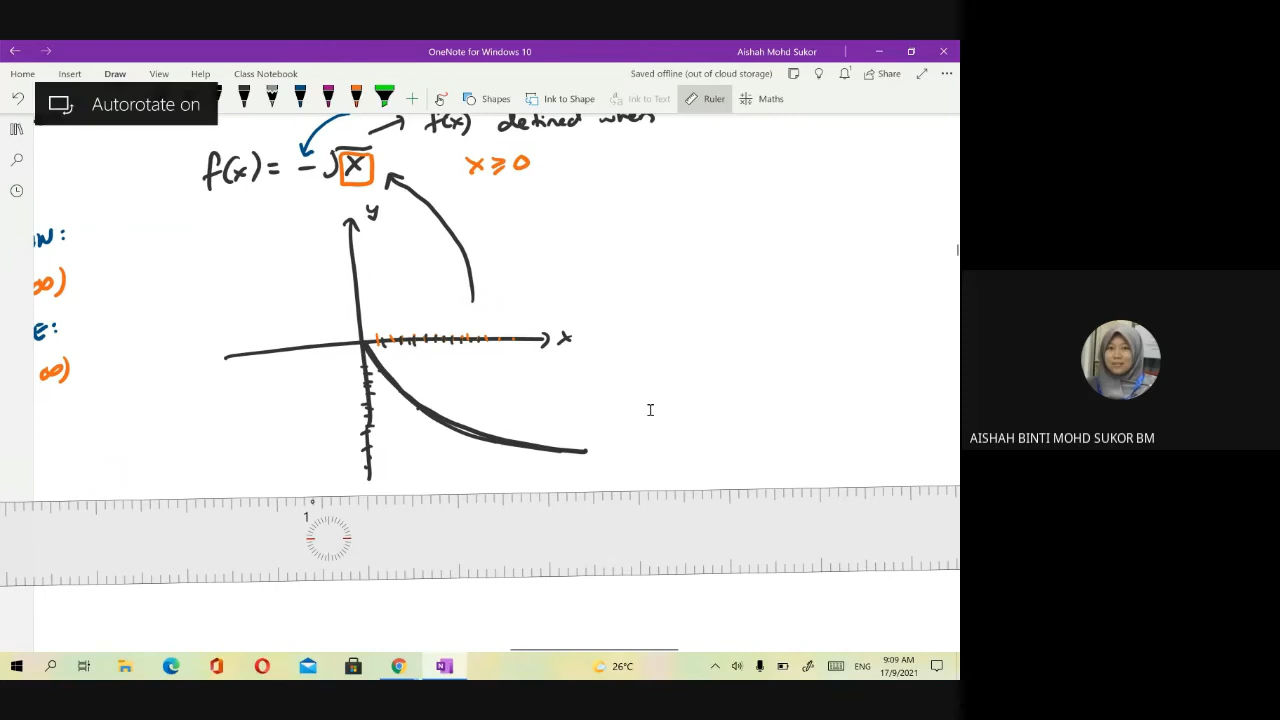 OneNote for Windows 10
Aishah Mohd Sukor
Home Insert Draw View Help Class Notebook
Saved offline (out of cloud storage)
Share
Autorotate on
Shapes
Ink to Shape
Ink to Text
Ruler
Maths
f(x) defined when
f(x) = -√x
x ≥ 0
y
∞)
E:
x
∞)
1
AISHAH BINTI MOHD SUKOR BM
26°C
ENG
9:09 AM
17/9/2021